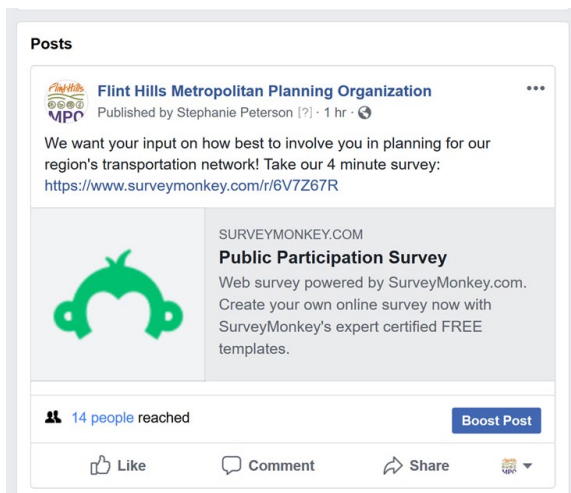 Posts
Flint Hills
MPO
Flint Hills Metropolitan Planning Organization
Published by Stephanie Peterson [?] · 1 hr ·
We want your input on how best to involve you in planning for our
region's transportation network! Take our 4 minute survey:
https://www.surveymonkey.com/r/6V7Z67R
SURVEYMONKEY.COM
Public Participation Survey
Web survey powered by SurveyMonkey.com.
Create your own online survey now with
SurveyMonkey's expert certified FREE
templates.
14 people reached
Boost Post
Like
Comment
Share